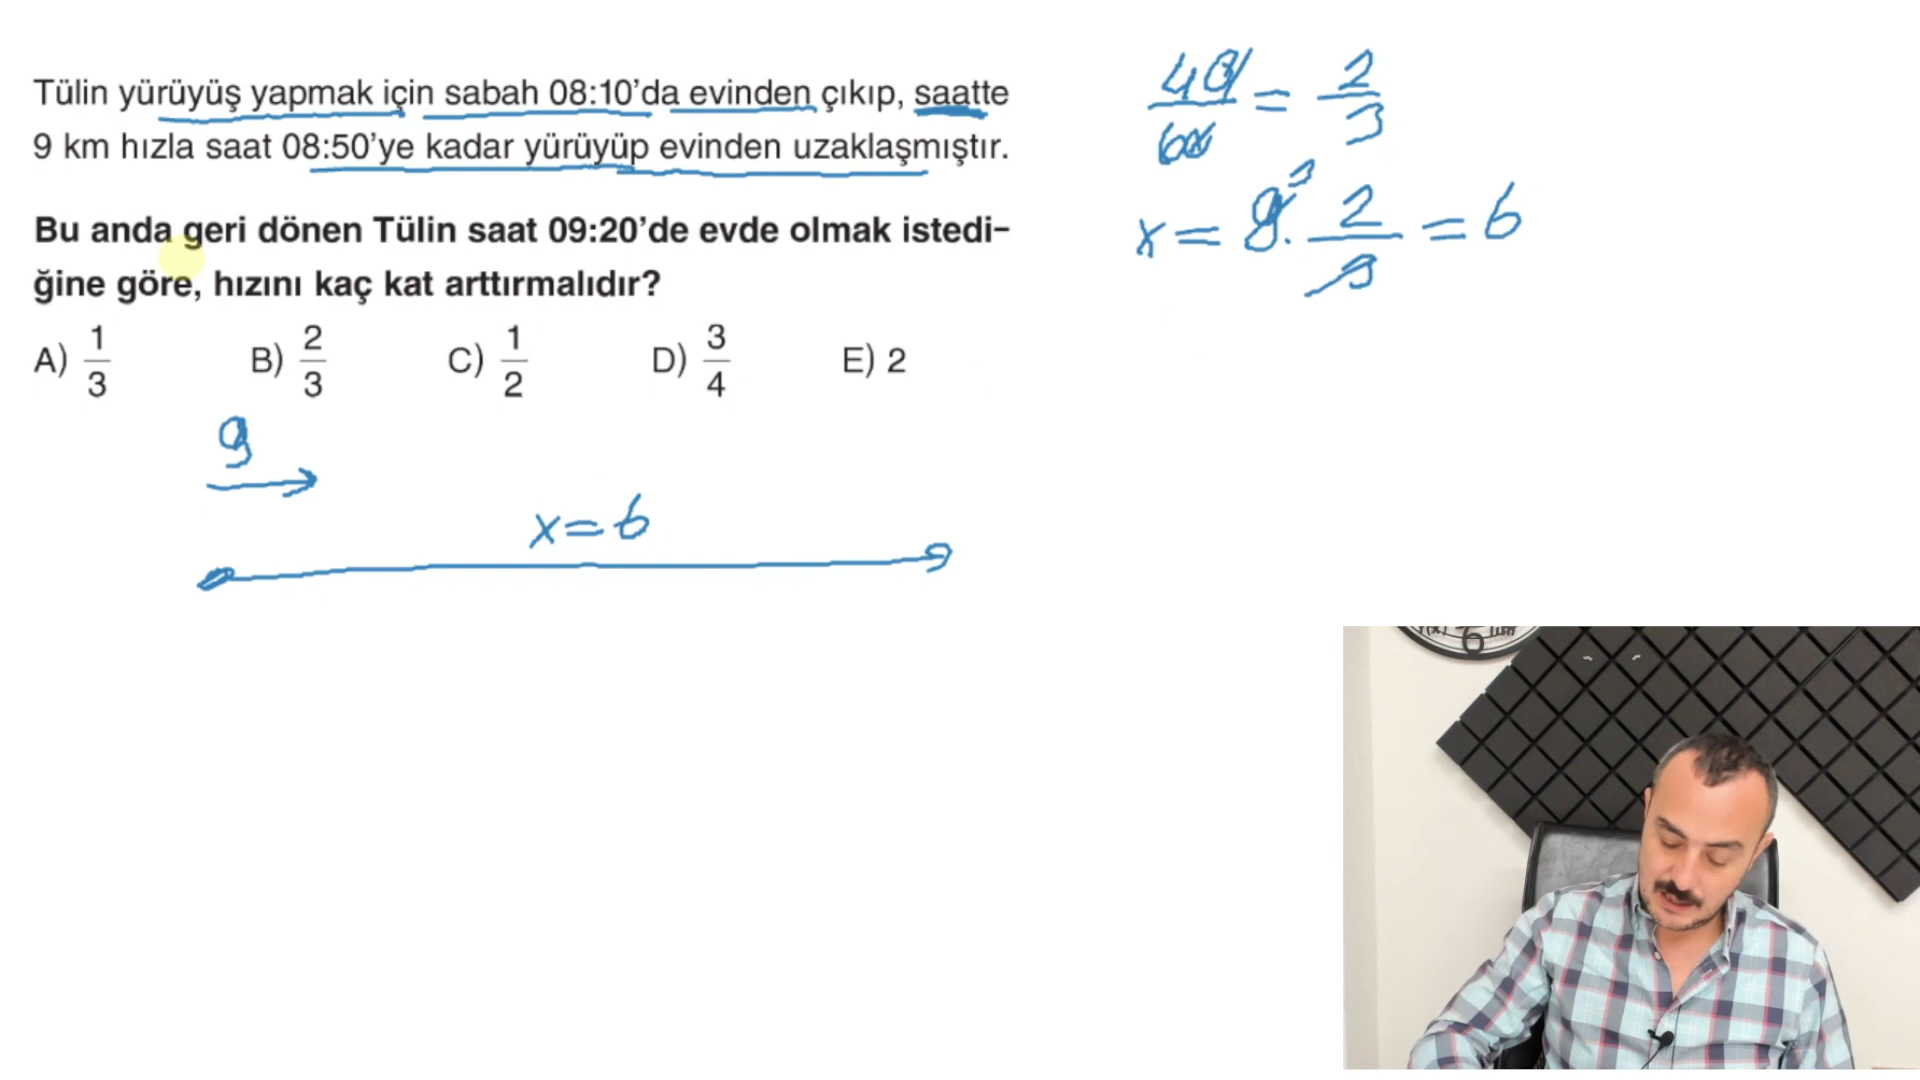 Tülin yürüyüş yapmak için sabah 08:10’da evinden çıkıp, saatte
9 km hızla saat 08:50’ye kadar yürüyüp evinden uzaklaşmıştır.
Bu anda geri dönen Tülin saat 09:20’de evde olmak istedi-
ğine göre, hızını kaç kat arttırmalıdır?
A) 1/3 B) 2/3 C) 1/2 D) 3/4 E) 2
40/60 = 2/3
x = 9. 2/3 = 6
3
9
x = 6
6